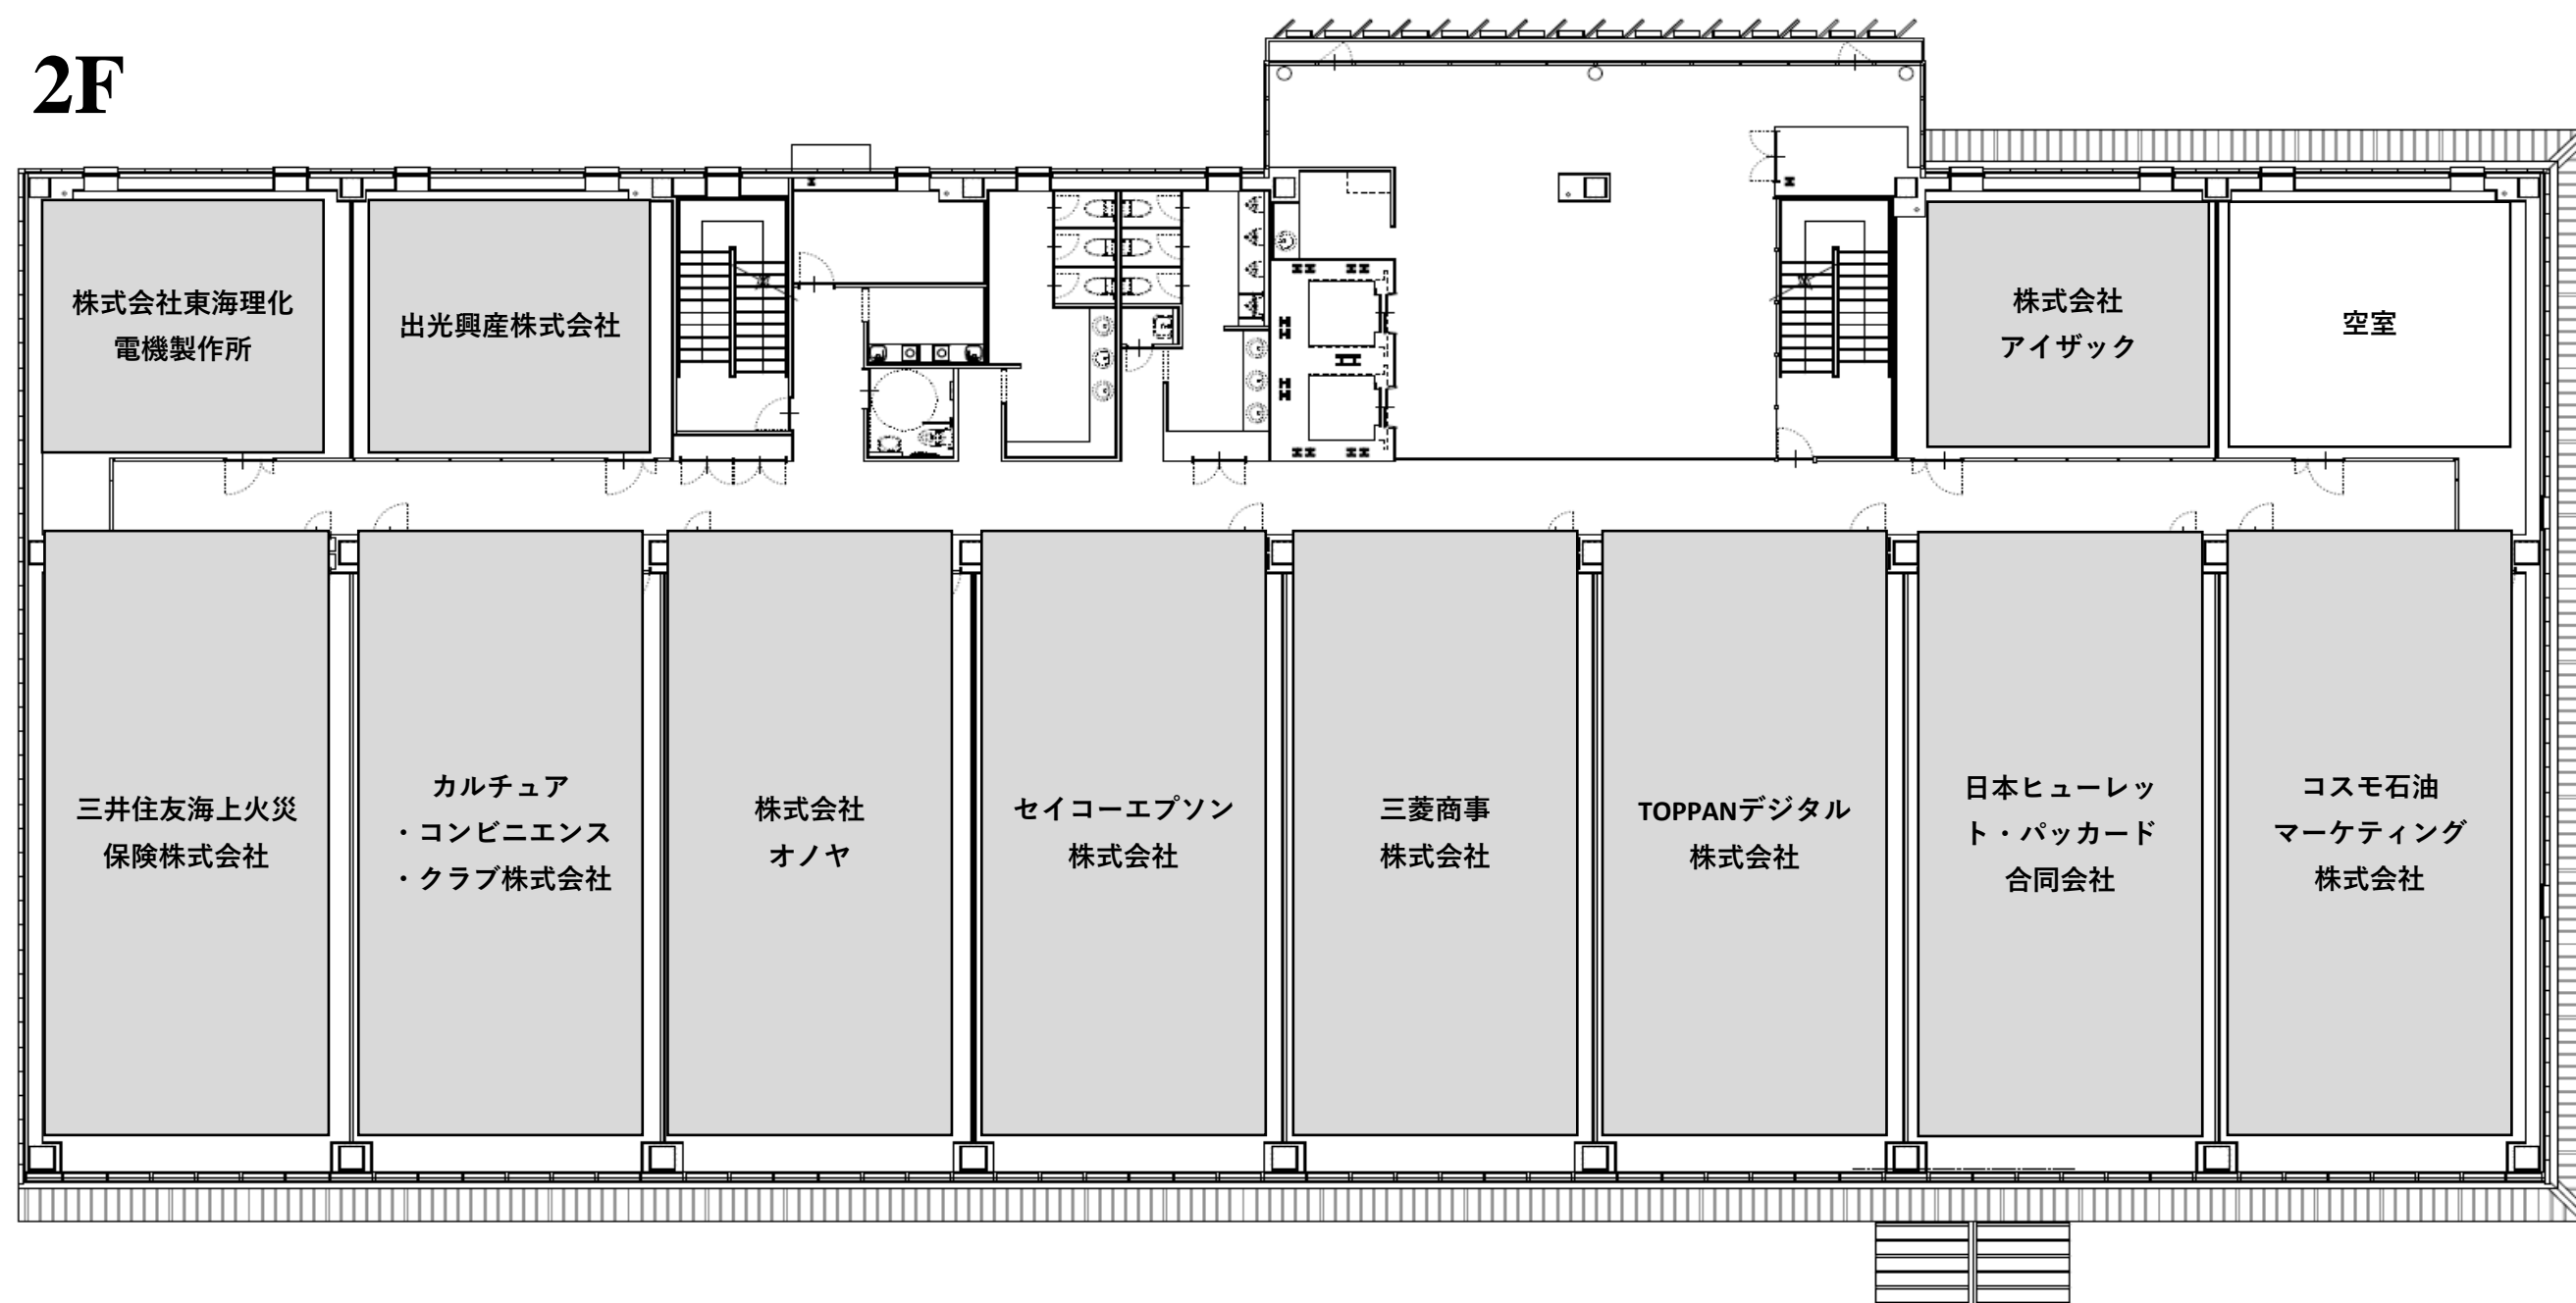 2F
株式会社東海理化
電機製作所
出光興産株式会社
株式会社
アイザック
空室
三井住友海上火災
保険株式会社
カルチュア
・コンビニエンス
・クラブ株式会社
株式会社
オノヤ
セイコーエプソン
株式会社
三菱商事
株式会社
TOPPANデジタル
株式会社
日本ヒューレッ
ト・パッカード
合同会社
コスモ石油
マーケティング
株式会社